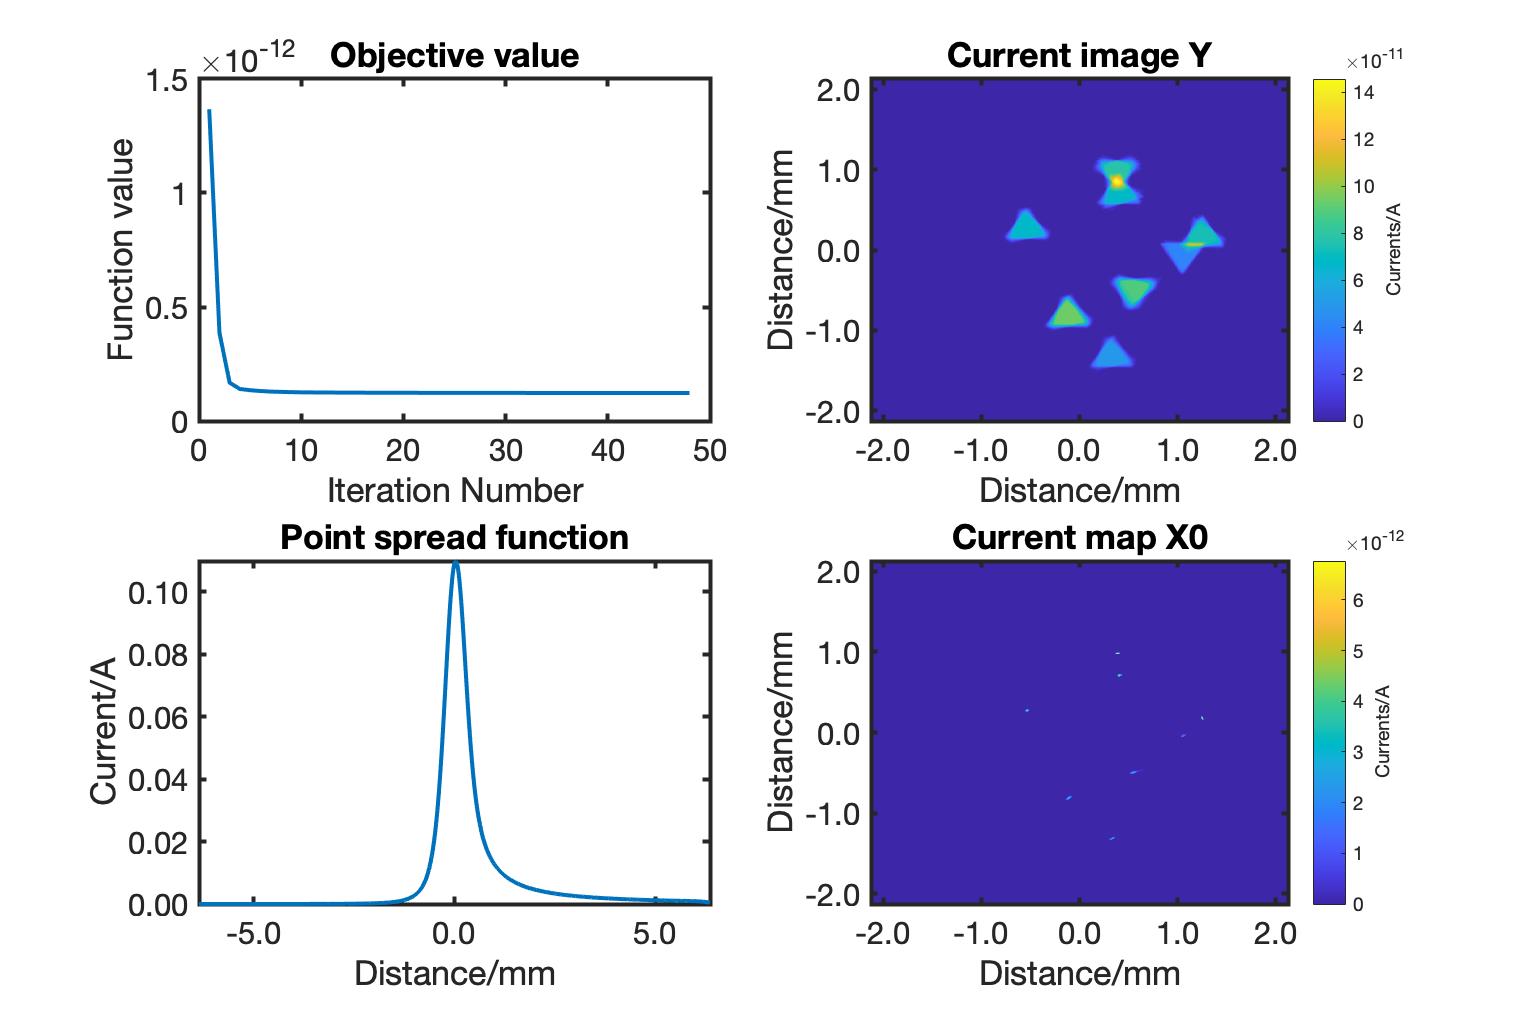 ×10-12 Objective value
1.5
1
0.5
0
Function value
0 10 20 30 40 50
Iteration Number
Current image Y
×10-11
2.0
1.0
0.0
-1.0
-2.0
Distance/mm
-2.0 -1.0 0.0 1.0 2.0
Distance/mm
14
12
10
8
6
4
2
0
Currents/A
Point spread function
0.10
0.08
0.06
0.04
0.02
0.00
Current/A
-5.0 0.0 5.0
Distance/mm
Current map X0
×10-12
2.0
1.0
0.0
-1.0
-2.0
Distance/mm
-2.0 -1.0 0.0 1.0 2.0
Distance/mm
6
5
4
3
2
1
0
Currents/A